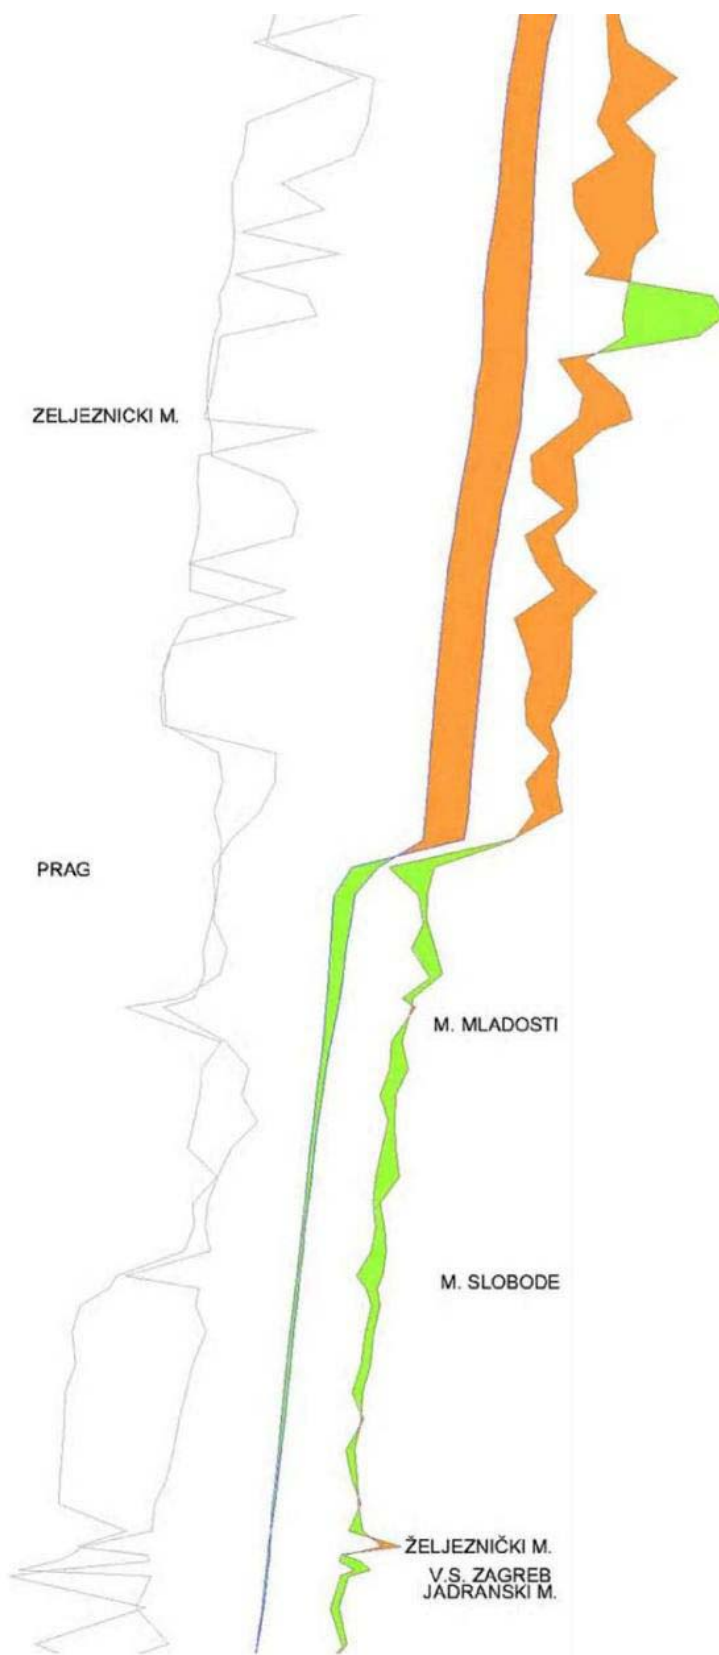 ZELJEZNICKI M.
PRAG
M. MLADOSTI
M. SLOBODE
ŽELJEZNIČKI M.
V.S. ZAGREB
JADRANSKI M.